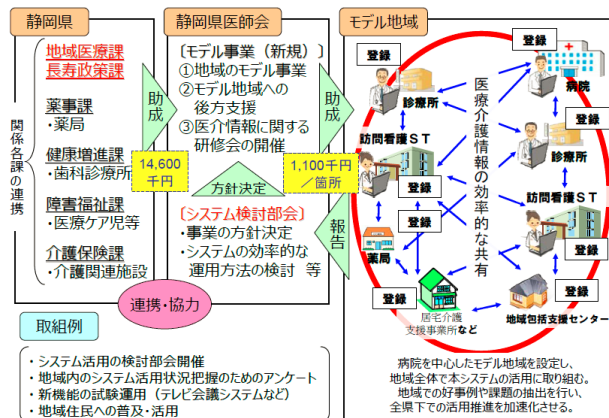 静岡県
地域医療課
長寿政策課
薬事課
・薬局
健康増進課
・歯科診療所
障害福祉課
・医療ケア児等
介護保険課
・介護関連施設
関係各課の連携
助成
14,600
千円
静岡県医師会
〔モデル事業（新規）〕
①地域のモデル事業
②モデル地域への
後方支援
③医介情報に関する
研修会の開催
方針決定
〔システム検討部会〕
・事業の方針決定
・システムの効率的な
運用方法の検討 等
連携・協力
助成
1,100千円
／箇所
報告
モデル地域
登録
診療所
登録
病院
訪問看護ＳＴ
登録
診療所
登録
薬局
訪問看護ＳＴ
登録
登録
居宅介護
支援事業所など
登録
地域包括支援センター
登録
医療介護情報の効率的な共有
取組例
・システム活用の検討部会開催
・地域内のシステム活用状況把握のためのアンケート
・新機能の試験運用（テレビ会議システムなど）
・地域住民への普及・活用
病院を中心としたモデル地域を設定し、
地域全体で本システムの活用に取り組む。
地域での好事例や課題の抽出を行い、
全県下での活用推進を加速化させる。